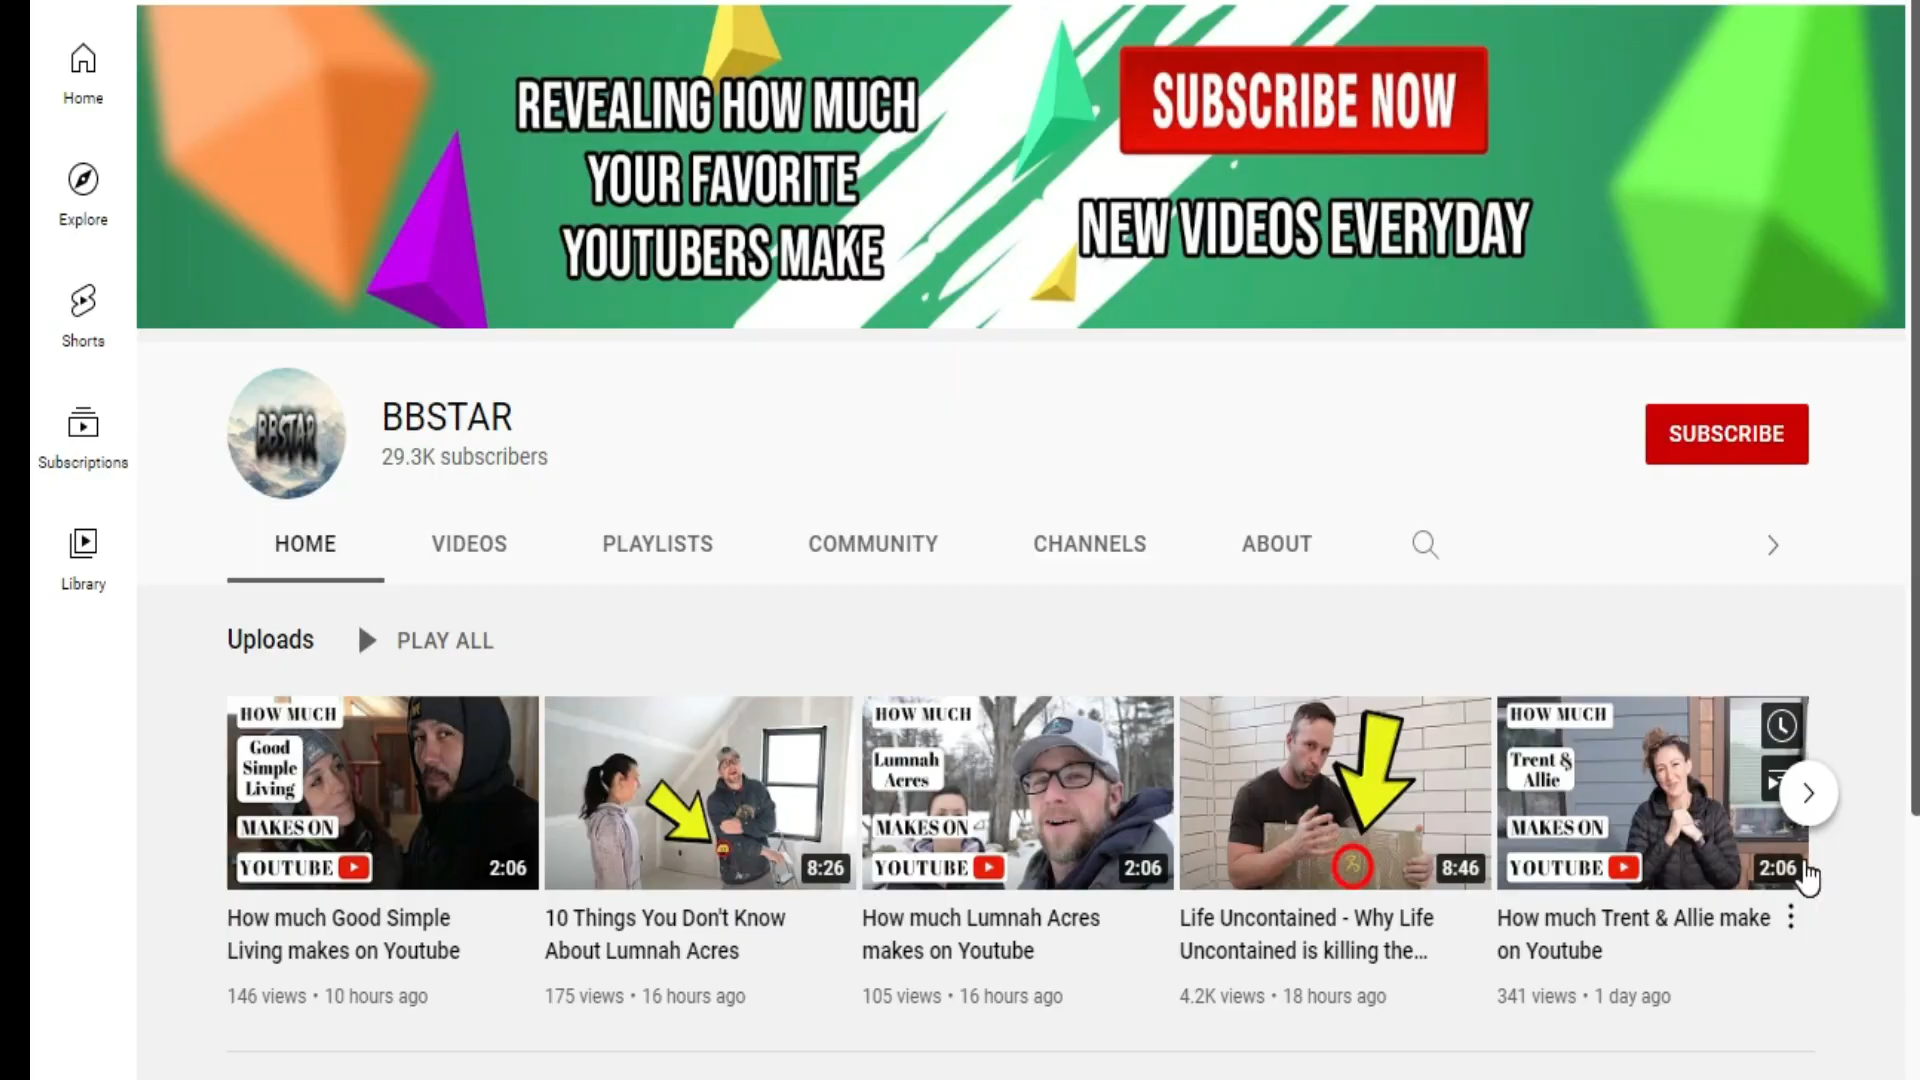 Home
Explore
Shorts
Subscriptions
Library
REVEALING HOW MUCH
YOUR FAVORITE
YOUTUBERS MAKE
SUBSCRIBE NOW
NEW VIDEOS EVERYDAY
BBSTAR
BBSTAR
29.3K subscribers
SUBSCRIBE
HOME
VIDEOS
PLAYLISTS
COMMUNITY
CHANNELS
ABOUT
Uploads
PLAY ALL
HOW MUCH
Good
Simple
Living
MAKES ON
YOUTUBE
2:06
8:26
HOW MUCH
Lumnah
Acres
MAKES ON
YOUTUBE
2:06
8:46
HOW MUCH
Trent &
Allie
MAKES ON
YOUTUBE
2:06
How much Good Simple
Living makes on Youtube
146 views • 10 hours ago
10 Things You Don't Know
About Lumnah Acres
175 views • 16 hours ago
How much Lumnah Acres
makes on Youtube
105 views • 16 hours ago
Life Uncontained - Why Life
Uncontained is killing the...
4.2K views • 18 hours ago
How much Trent & Allie make
on Youtube
341 views • 1 day ago